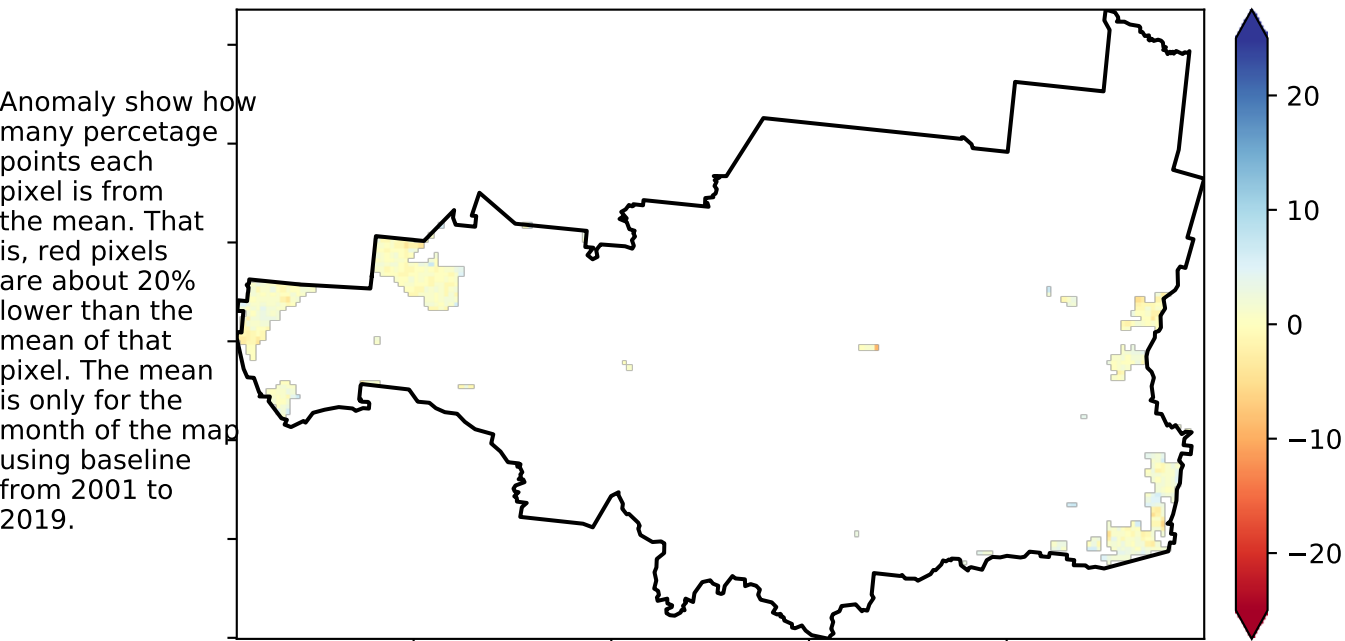 Anomaly show how
many percetage
points each
pixel is from
the mean. That
is, red pixels
are about 20%
lower than the
mean of that
pixel. The mean
is only for the
month of the map
using baseline
from 2001 to
2019.
20
10
0
−10
−20